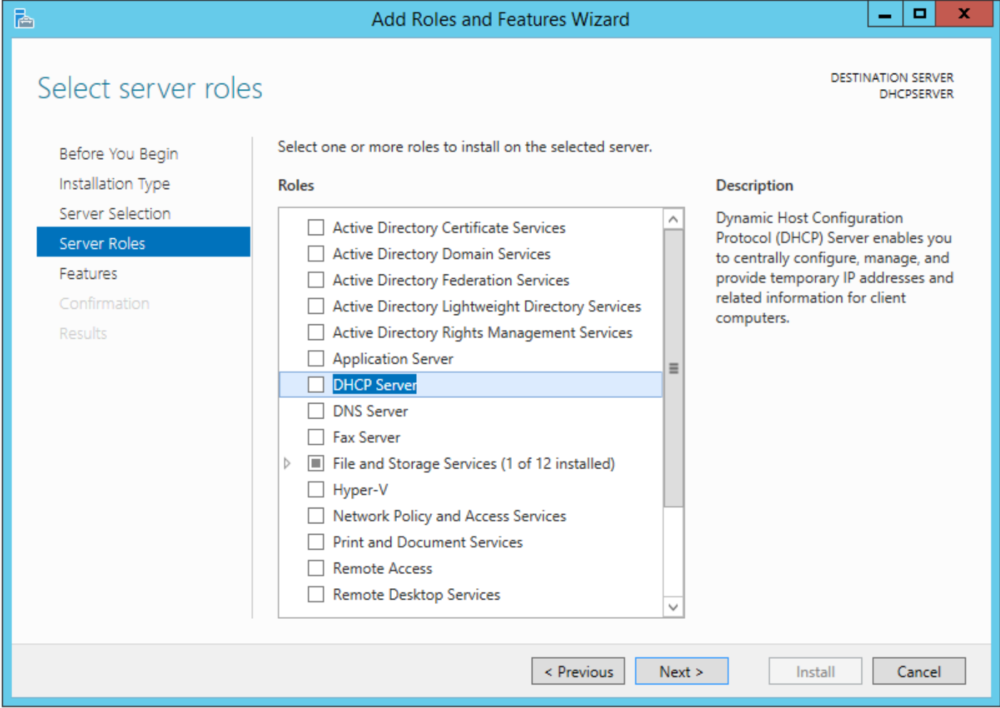 Add Roles and Features Wizard
Select server roles
DESTINATION SERVER
DHCPSERVER
Before You Begin
Installation Type
Server Selection
Server Roles
Features
Confirmation
Results
Select one or more roles to install on the selected server.
Roles
Active Directory Certificate Services
Active Directory Domain Services
Active Directory Federation Services
Active Directory Lightweight Directory Services
Active Directory Rights Management Services
Application Server
DHCP Server
DNS Server
Fax Server
File and Storage Services (1 of 12 installed)
Hyper-V
Network Policy and Access Services
Print and Document Services
Remote Access
Remote Desktop Services
Description
Dynamic Host Configuration
Protocol (DHCP) Server enables you
to centrally configure, manage, and
provide temporary IP addresses and
related information for client
computers.
< Previous
Next >
Install
Cancel